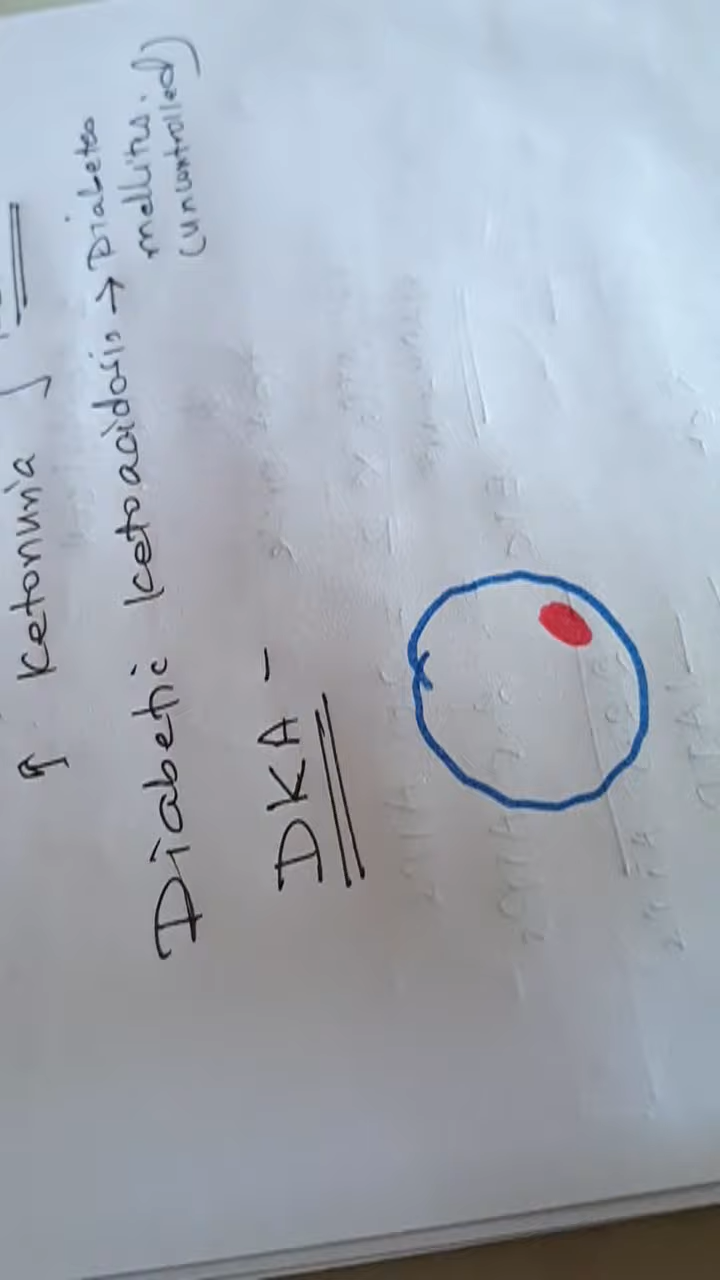 ↑ Ketonuria
Diabetic ketoacidosis → Diabetes
mellitus.
(uncontrolled)
DKA -